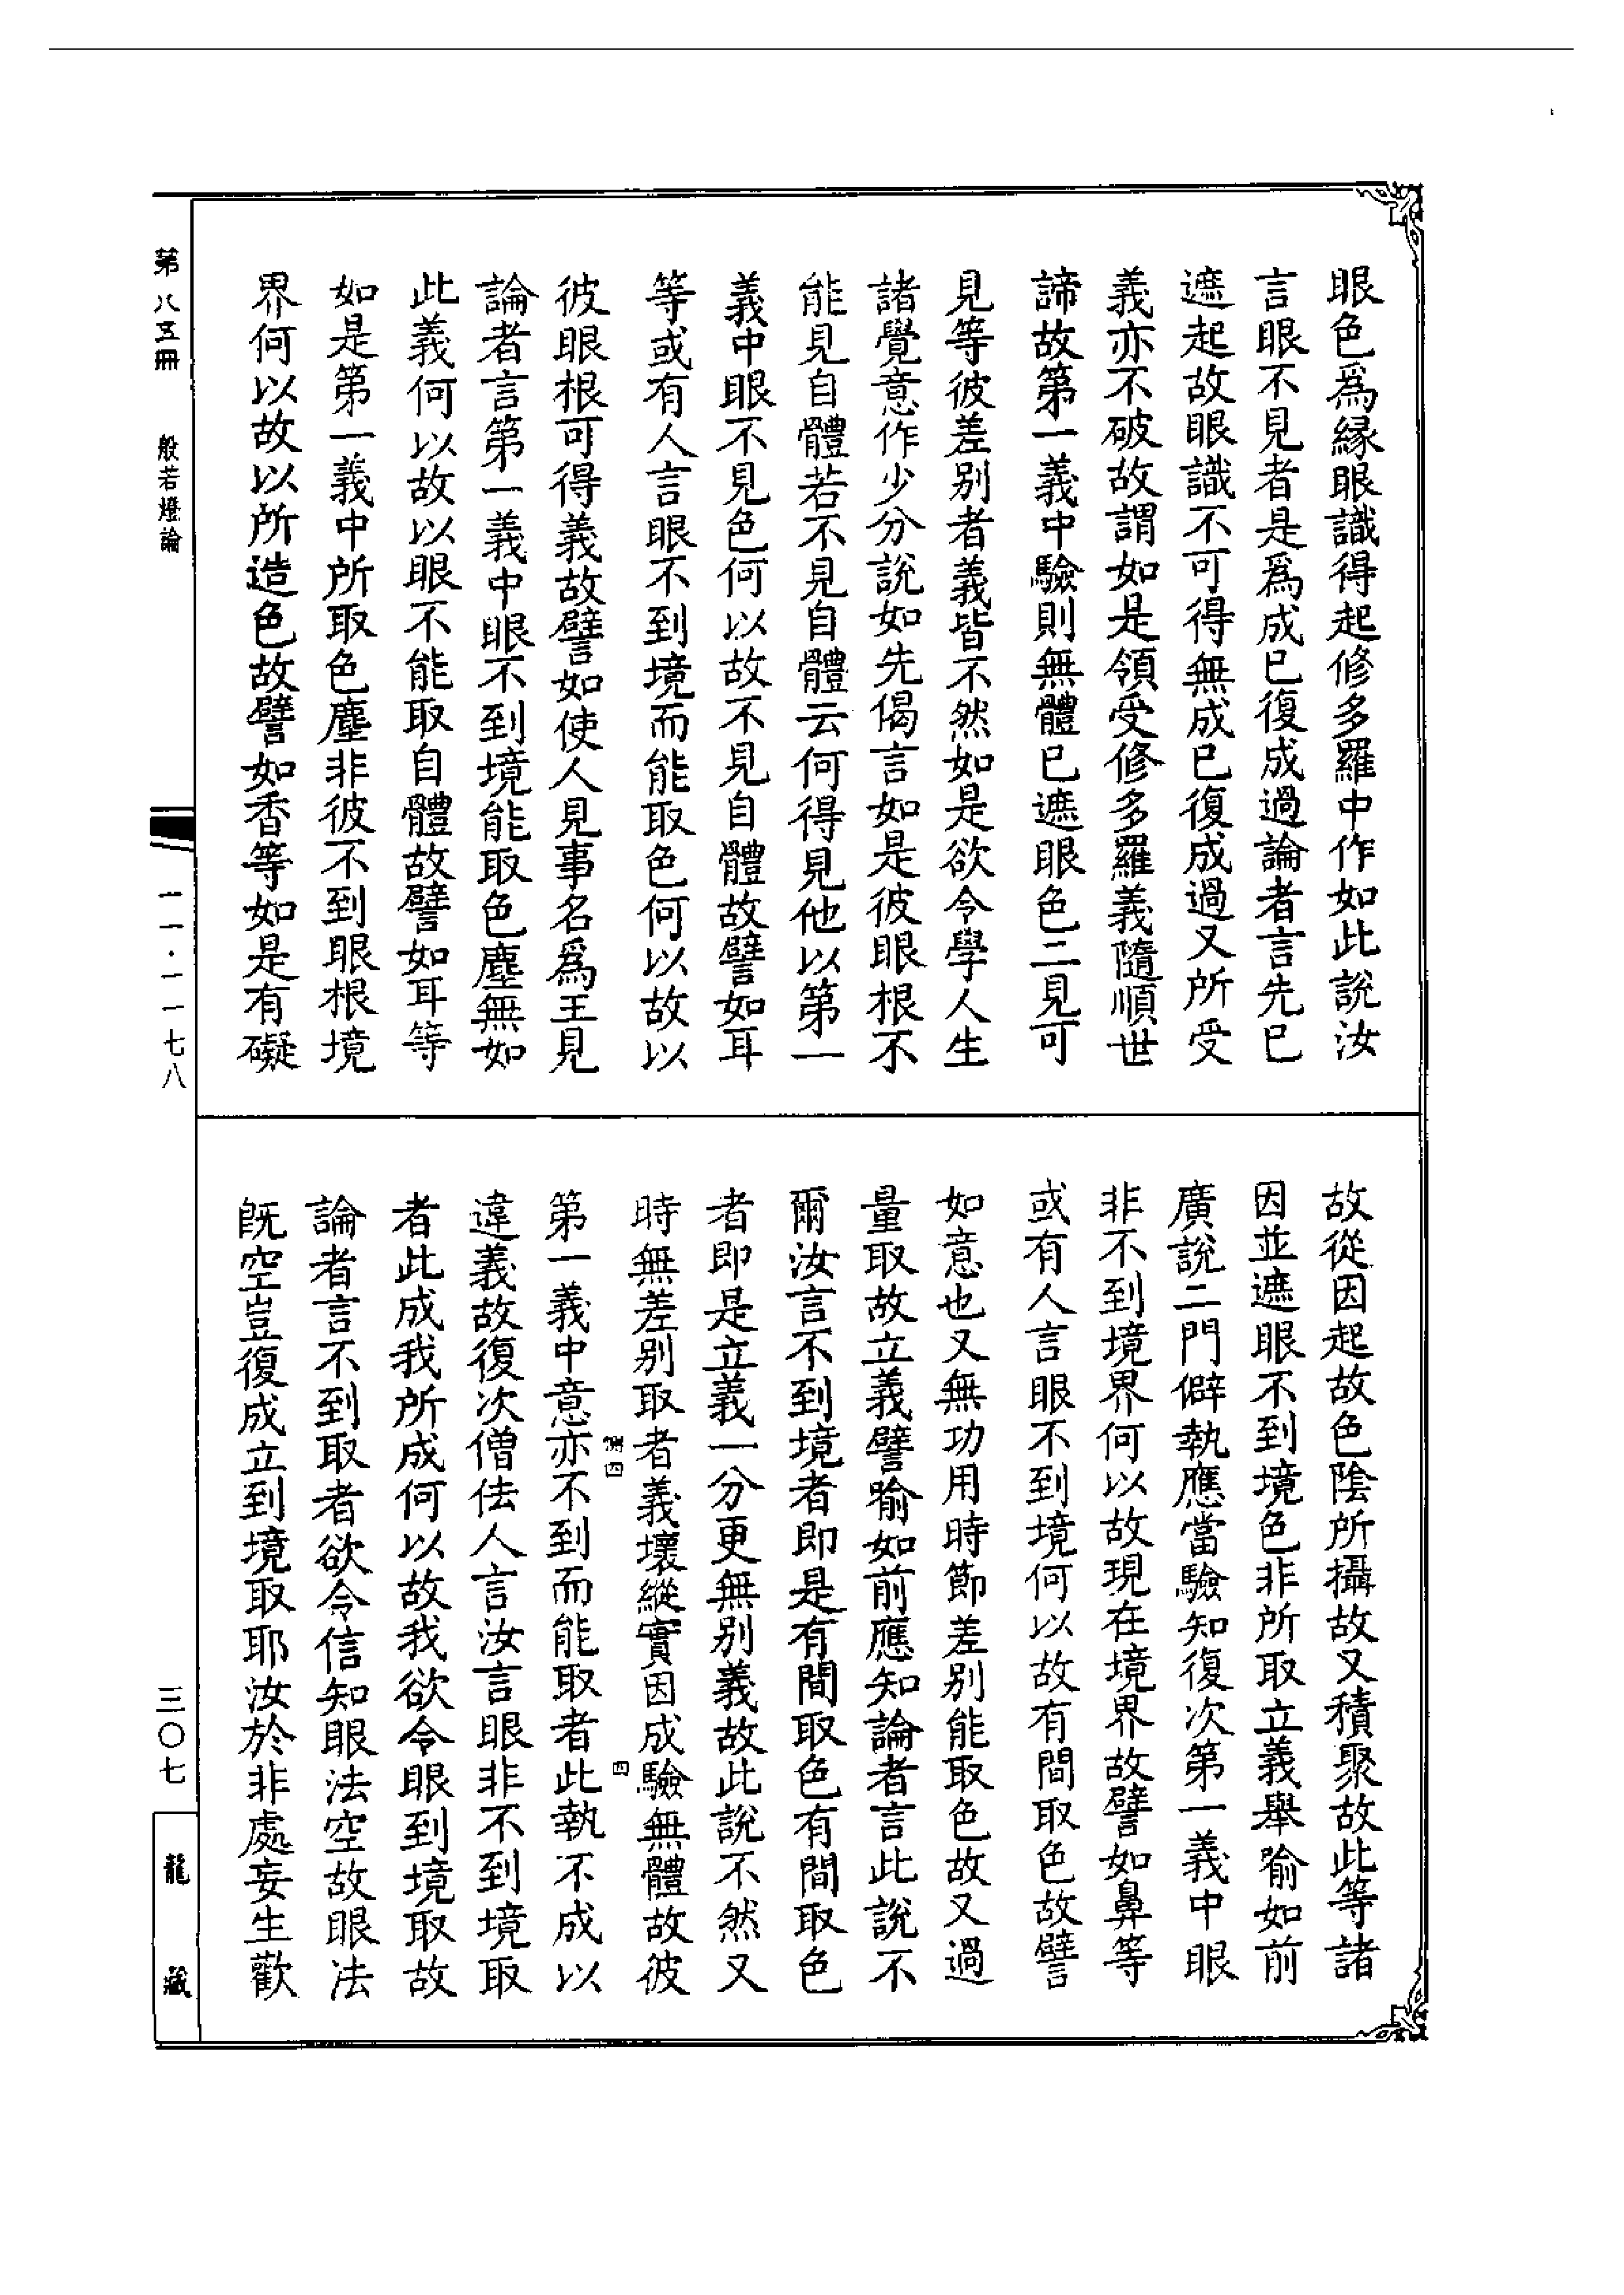 眼色爲縁眼識得起修多羅中作如此說汝
言眼不見者是爲成已復成過論者言先已
遮起故眼識不可得無成已復成過又所受
義亦不破故謂如是領受修多羅義隨順世
諦故第一義中驗則無體已遮眼色二見可
見等彼差别者義皆不然如是欲令學人生
諸覺意作少分說如先偈言如是彼眼根不
能見自體若不見自體云何得見他以第一
義中眼不見色何以故不見自體故譬如耳
等或有人言眼不到境而能取色何以故以
彼眼根可得義故譬如使人見事名爲王見
論者言第一義中眼不到境能取色塵無如
此義何以故以眼不能取自體故譬如耳等
如是第一義中所取色塵非彼不到眼根境
界何以故以所造色故譬如香等如是有礙
故從因起故色陰所攝故又積聚故此等諸
因並遮眼不到境色非所取立義舉喻如前
廣說二門僻執應當驗知復次第一義中眼
非不到境界何以故現在境界故譬如鼻等
或有人言眼不到境何以故有間取色故譬
如意也又無功用時節差别能取色故又過
量取故立義譬喻如前應知論者言此說不
爾汝言不到境者即是有間取色有間取色
者即是立義一分更無别義故此說不然又
時無差别取者義壞縱實因成驗無體故彼
第一義中意亦不到而能取者此執不成以
違義故復次僧佉人言汝言眼非不到境取
者此成我所成何以故我欲令眼到境取故
論者言不到取者欲令信知眼法空故眼法
旣空豈復成立到境取耶汝於非處妄生歡
四
四
第八五冊
般若燈論
一一·一一七八
三〇七
龍藏